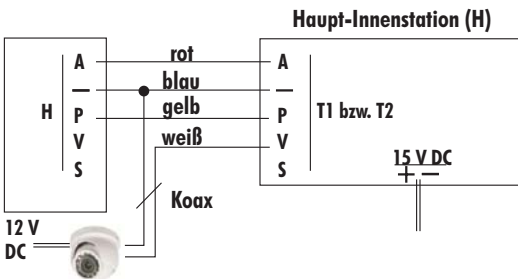 Haupt-Innenstation (H)
A rot A
— blau —
H P gelb P T1 bzw. T2
V weiß V
S S
15 V DC
+ −
Koax
12 V
DC